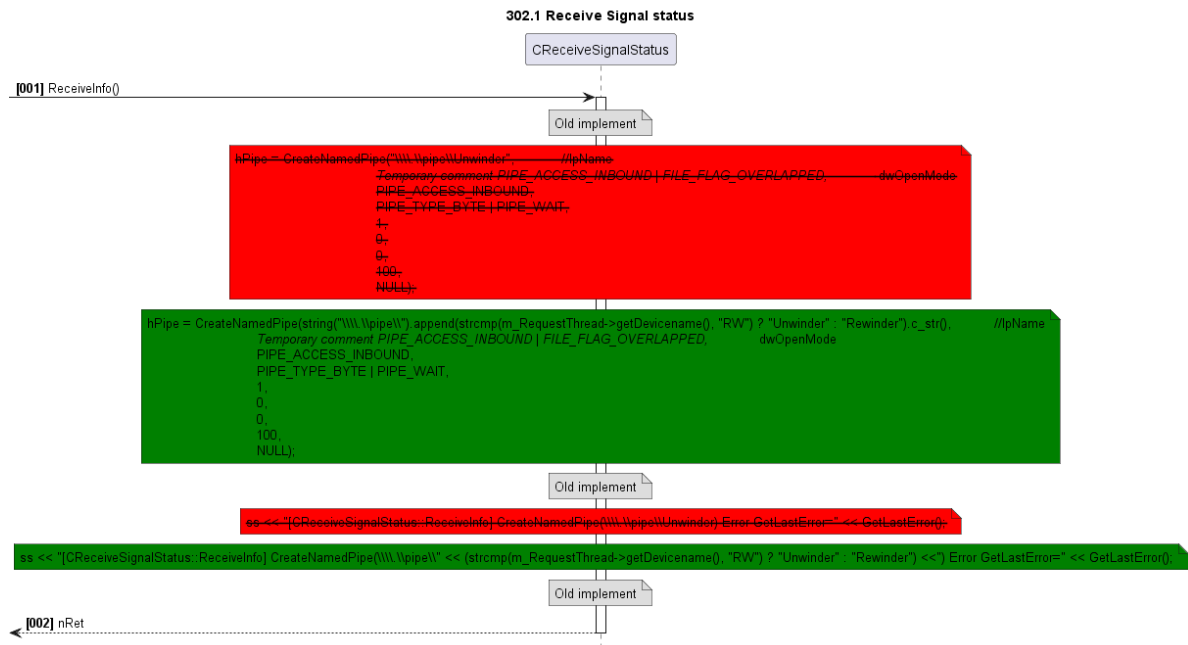 302.1 Receive Signal status
CReceiveSignalStatus
[001] ReceiveInfo()
Old implement
hPipe = CreateNamedPipe("\\\\.\\pipe\\Unwinder", //lpName
Temporary comment PIPE_ACCESS_INBOUND | FILE_FLAG_OVERLAPPED, dwOpenMode
PIPE_ACCESS_INBOUND,
PIPE_TYPE_BYTE | PIPE_WAIT,
1,
0,
0,
100,
NULL);
hPipe = CreateNamedPipe(string("\\\\.\\pipe\\").append(strcmp(m_RequestThread->getDevicename(), "RW") ? "Unwinder" : "Rewinder").c_str(), //lpName
Temporary comment PIPE_ACCESS_INBOUND | FILE_FLAG_OVERLAPPED, dwOpenMode
PIPE_ACCESS_INBOUND,
PIPE_TYPE_BYTE | PIPE_WAIT,
1,
0,
0,
100,
NULL);
Old implement
ss << "[CReceiveSignalStatus::ReceiveInfo] CreateNamedPipe(\\\\.\\pipe\\Unwinder) Error GetLastError=" << GetLastError();
ss << "[CReceiveSignalStatus::ReceiveInfo] CreateNamedPipe(\\\\.\\pipe\\" << (strcmp(m_RequestThread->getDevicename(), "RW") ? "Unwinder" : "Rewinder") <<") Error GetLastError=" << GetLastError();
Old implement
[002] nRet